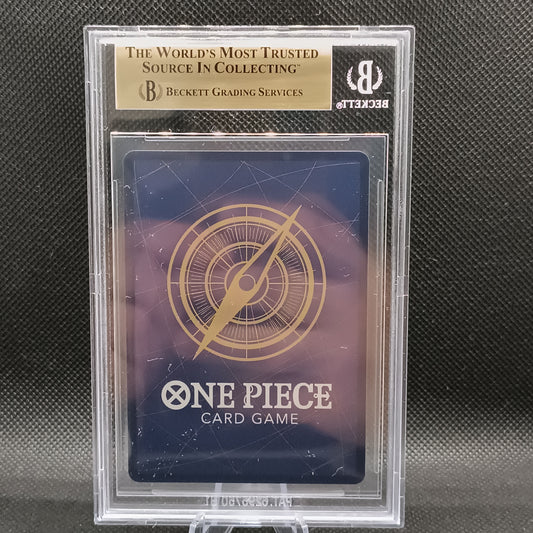 The World's Most Trusted
Source In Collecting™
B Beckett Grading Services
B
BECKETT®
ONE PIECE
CARD GAME